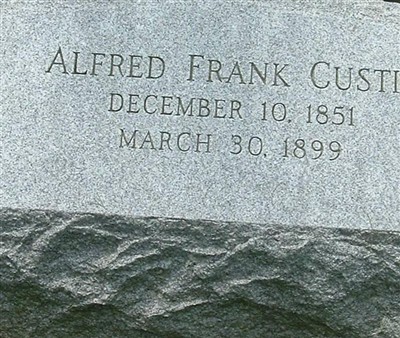 ALFRED FRANK CUSTI
DECEMBER 10, 1851
MARCH 30, 1899